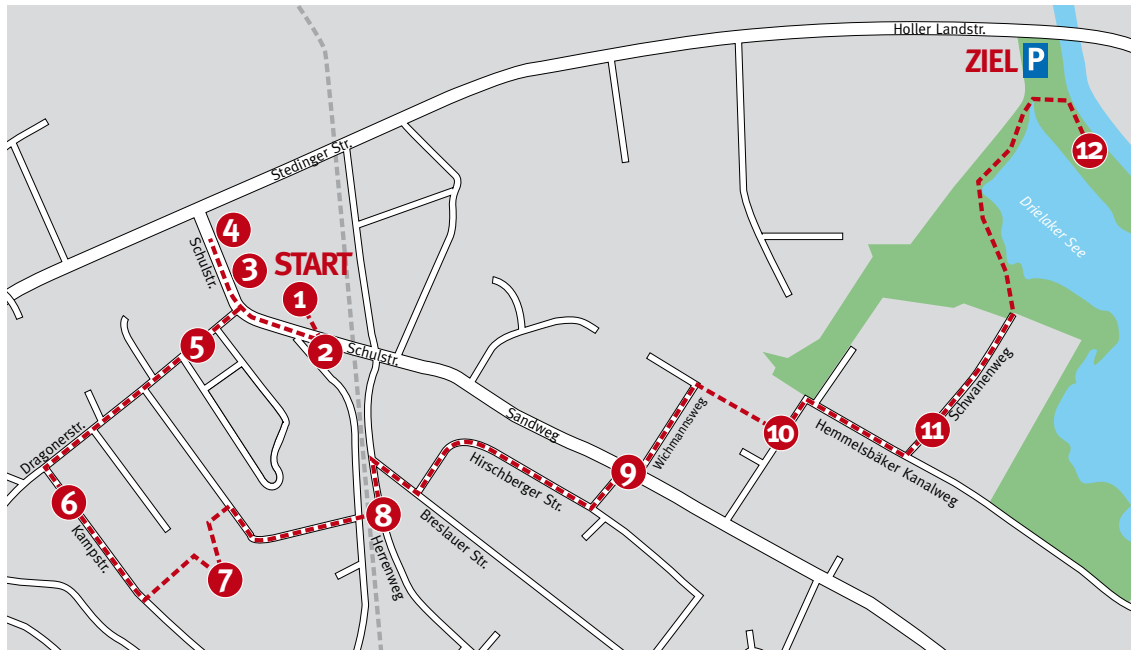 Holler Landstr.
ZIEL P
12
Stedinger Str.
Drielaker See
4
Schulstr.
3
START
1
5
2
Schulstr.
Schwanenweg
Sandweg
Wichmannsweg
10
11
Dragonerstr.
Hirschberger Str.
9
Hemmelsbäker Kanalweg
6
8
Kampstr.
Breslauer Str.
Herrenweg
7